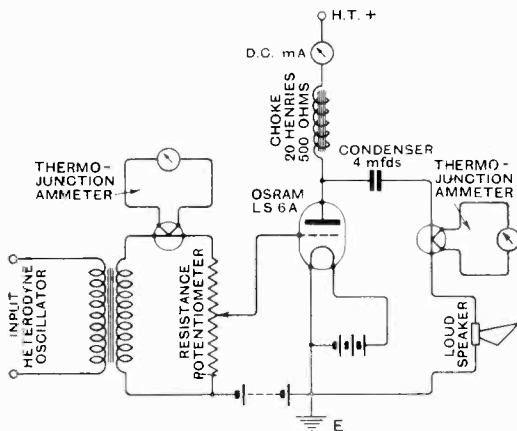 H.T. +
D.C. mA
CHOKE
20 HENRIES
500 OHMS
CONDENSER
4 mfds
THERMO-
JUNCTION
AMMETER
THERMO-
JUNCTION
AMMETER
OSRAM
LS 6A
INPUT
HETERODYNE
OSCILLATOR
RESISTANCE
POTENTIOMETER
LOUD
SPEAKER
E